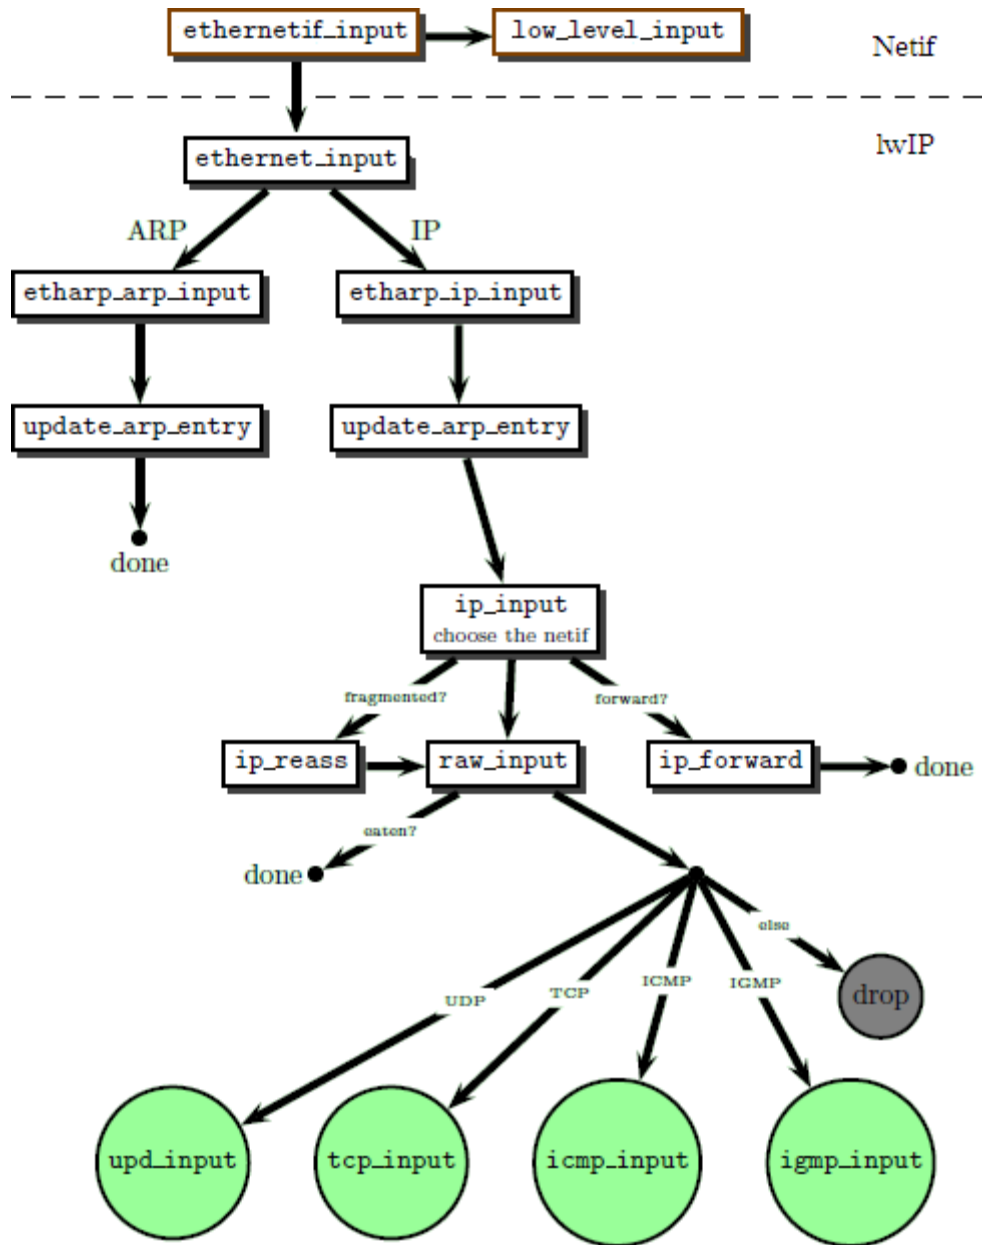 ethernetif_input
low_level_input
Netif
lwIP
ethernet_input
ARP
IP
etharp_arp_input
etharp_ip_input
update_arp_entry
update_arp_entry
done
ip_input
choose the netif
fragmented?
forward?
ip_reass
raw_input
ip_forward
done
eaten?
done
else
ICMP
IGMP
UDP
TCP
drop
upd_input
tcp_input
icmp_input
igmp_input